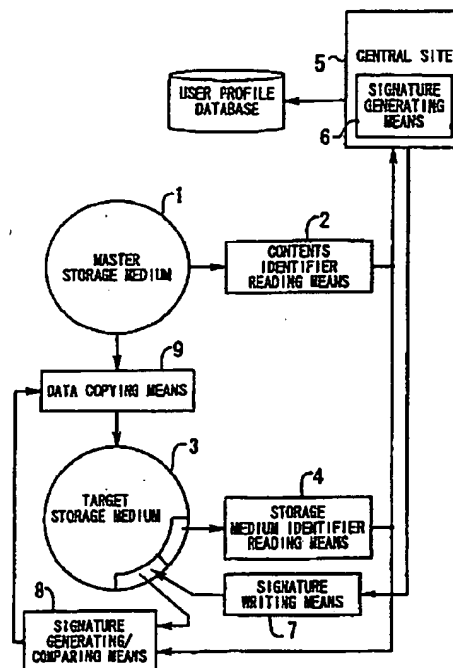 5
CENTRAL SITE
SIGNATURE
GENERATING
MEANS
6
USER PROFILE
DATABASE
1
MASTER
STORAGE MEDIUM
2
CONTENTS
IDENTIFIER
READING MEANS
9
DATA COPYING MEANS
3
TARGET
STORAGE MEDIUM
4
STORAGE
MEDIUM IDENTIFIER
READING MEANS
SIGNATURE
WRITING MEANS
7
8
SIGNATURE
GENERATING/
COMPARING MEANS